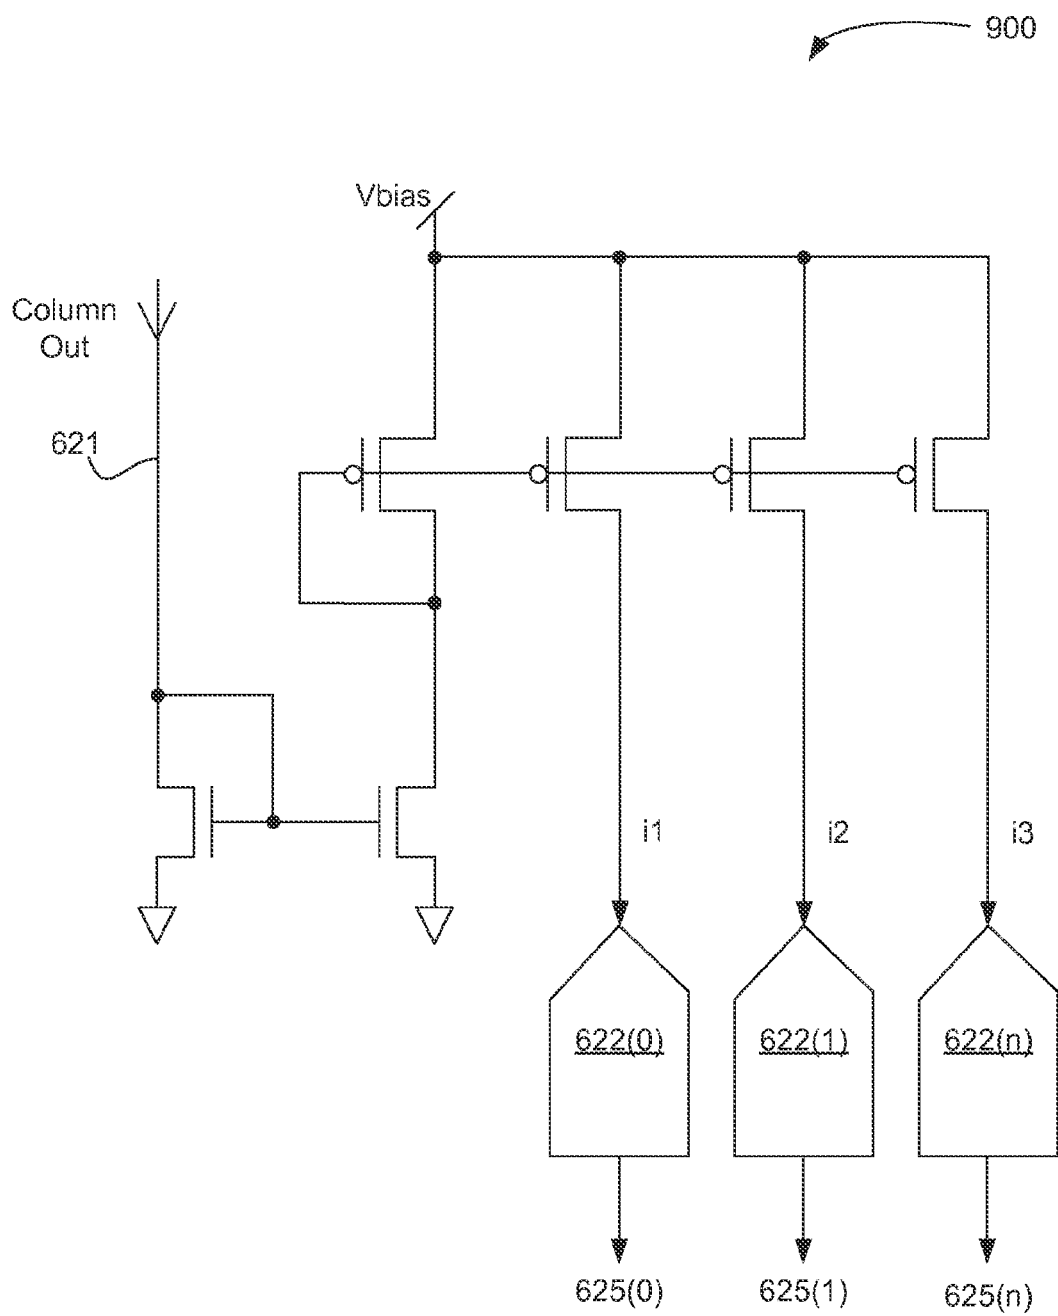 900
Vbias
Column
Out
621
i1
i2
i3
622(0)
622(1)
622(n)
625(0)
625(1)
625(n)